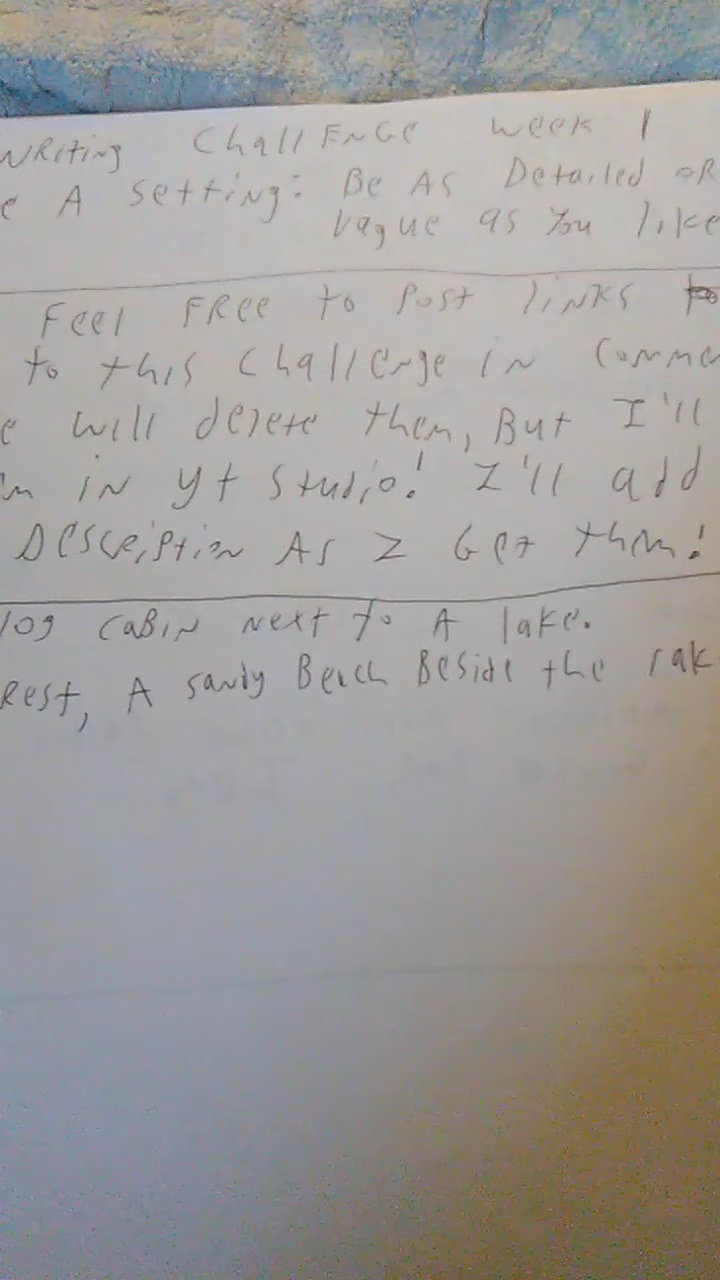 WRiting ChallENGE week 1
e A setting: Be As Detailed oR
vague as You like
Feel FRee to Post links
to this Challenge in Commen
e will delete them, But I'll
m in yt Studio! I'll add
Description As I Get them!
log CaBiN Next to A lake.
Rest, A sandy Beach Beside the lak